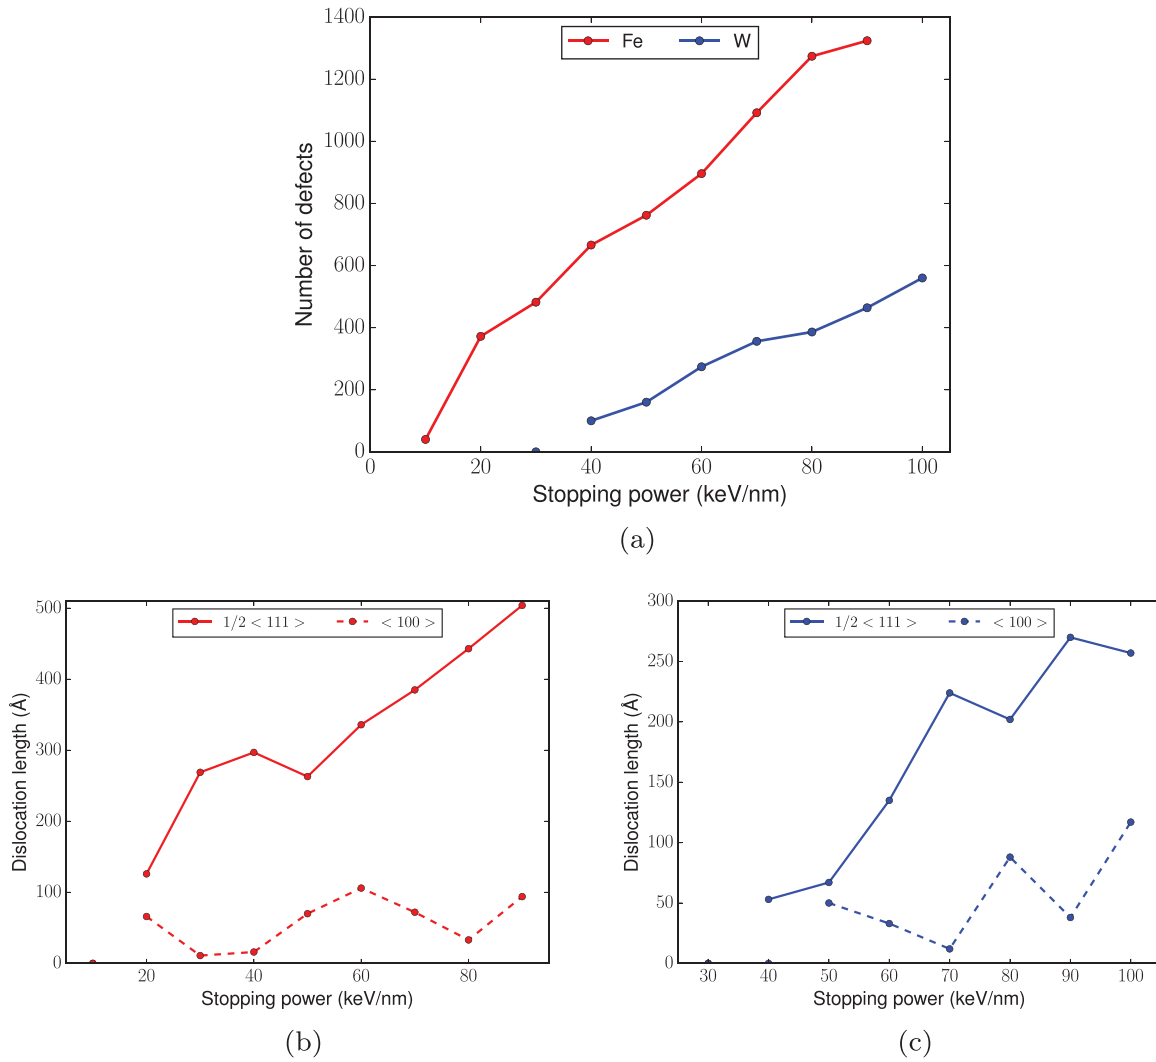 1400
1200
1000
800
600
400
200
0
Number of defects
Fe W
0 20 40 60 80 100
Stopping power (keV/nm)
(a)
500
400
300
200
100
0
Dislocation length (Å)
1/2 < 111 > < 100 >
20 40 60 80
Stopping power (keV/nm)
(b)
300
250
200
150
100
50
0
Dislocation length (Å)
1/2 < 111 > < 100 >
30 40 50 60 70 80 90 100
Stopping power (keV/nm)
(c)